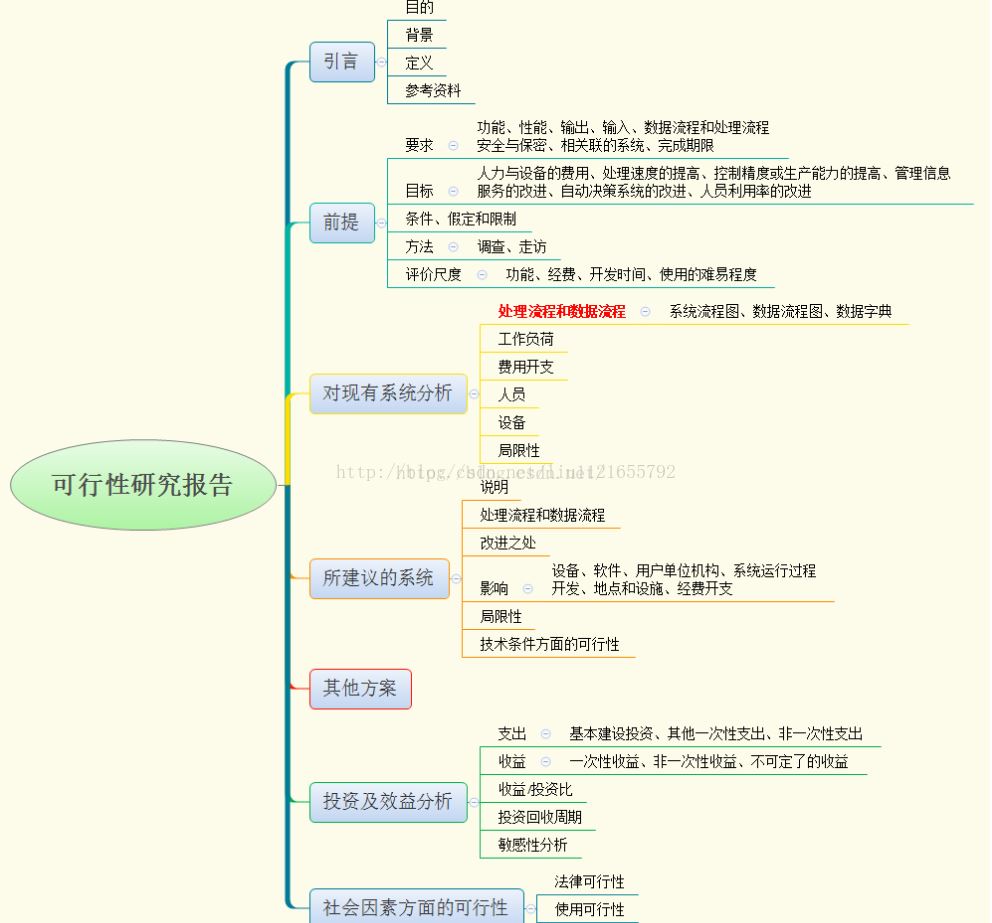 目的
背景
引言
定义
参考资料
功能、性能、输出、输入、数据流程和处理流程
要求
安全与保密、相关联的系统、完成期限
人力与设备的费用、处理速度的提高、控制精度或生产能力的提高、管理信息
目标
服务的改进、自动决策系统的改进、人员利用率的改进
前提
条件、假定和限制
方法
调查、走访
评价尺度
功能、经费、开发时间、使用的难易程度
处理流程和数据流程
系统流程图、数据流程图、数据字典
工作负荷
费用开支
对现有系统分析
人员
设备
局限性
可行性研究报告
说明
处理流程和数据流程
改进之处
所建议的系统
设备、软件、用户单位机构、系统运行过程
影响
开发、地点和设施、经费开支
局限性
技术条件方面的可行性
其他方案
支出
基本建设投资、其他一次性支出、非一次性支出
收益
一次性收益、非一次性收益、不可定了的收益
收益/投资比
投资及效益分析
投资回收周期
敏感性分析
法律可行性
社会因素方面的可行性
使用可行性